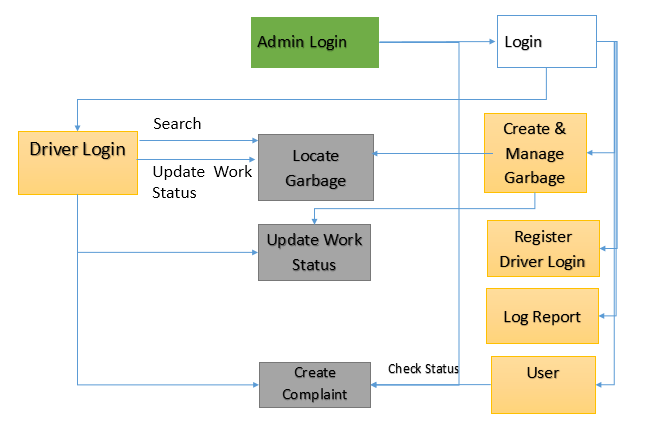 Admin Login
Login
Driver Login
Search
Update Work
Status
Locate
Garbage
Create &
Manage
Garbage
Update Work
Status
Register
Driver Login
Log Report
Create
Complaint
Check Status
User